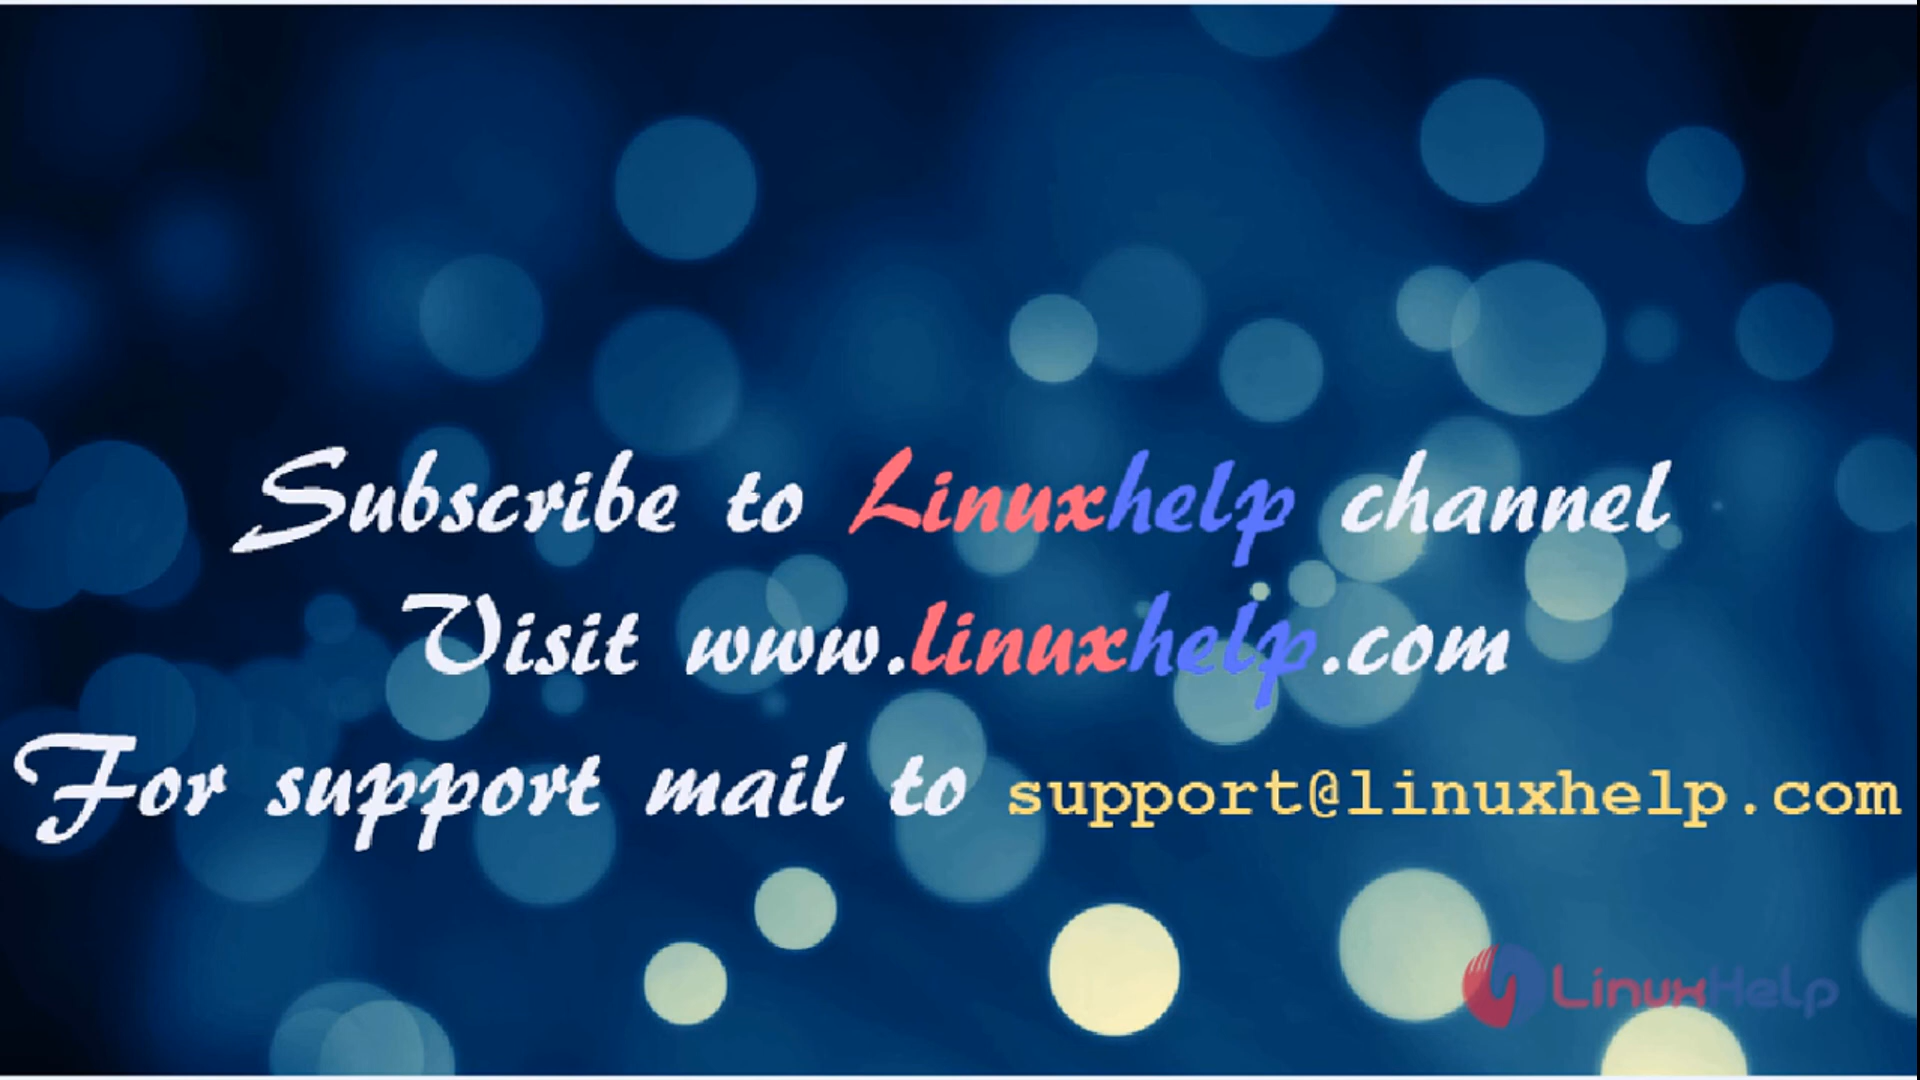 Subscribe to Linuxhelp channel
Visit www.linuxhelp.com
For support mail to support@linuxhelp.com
LinuxHelp